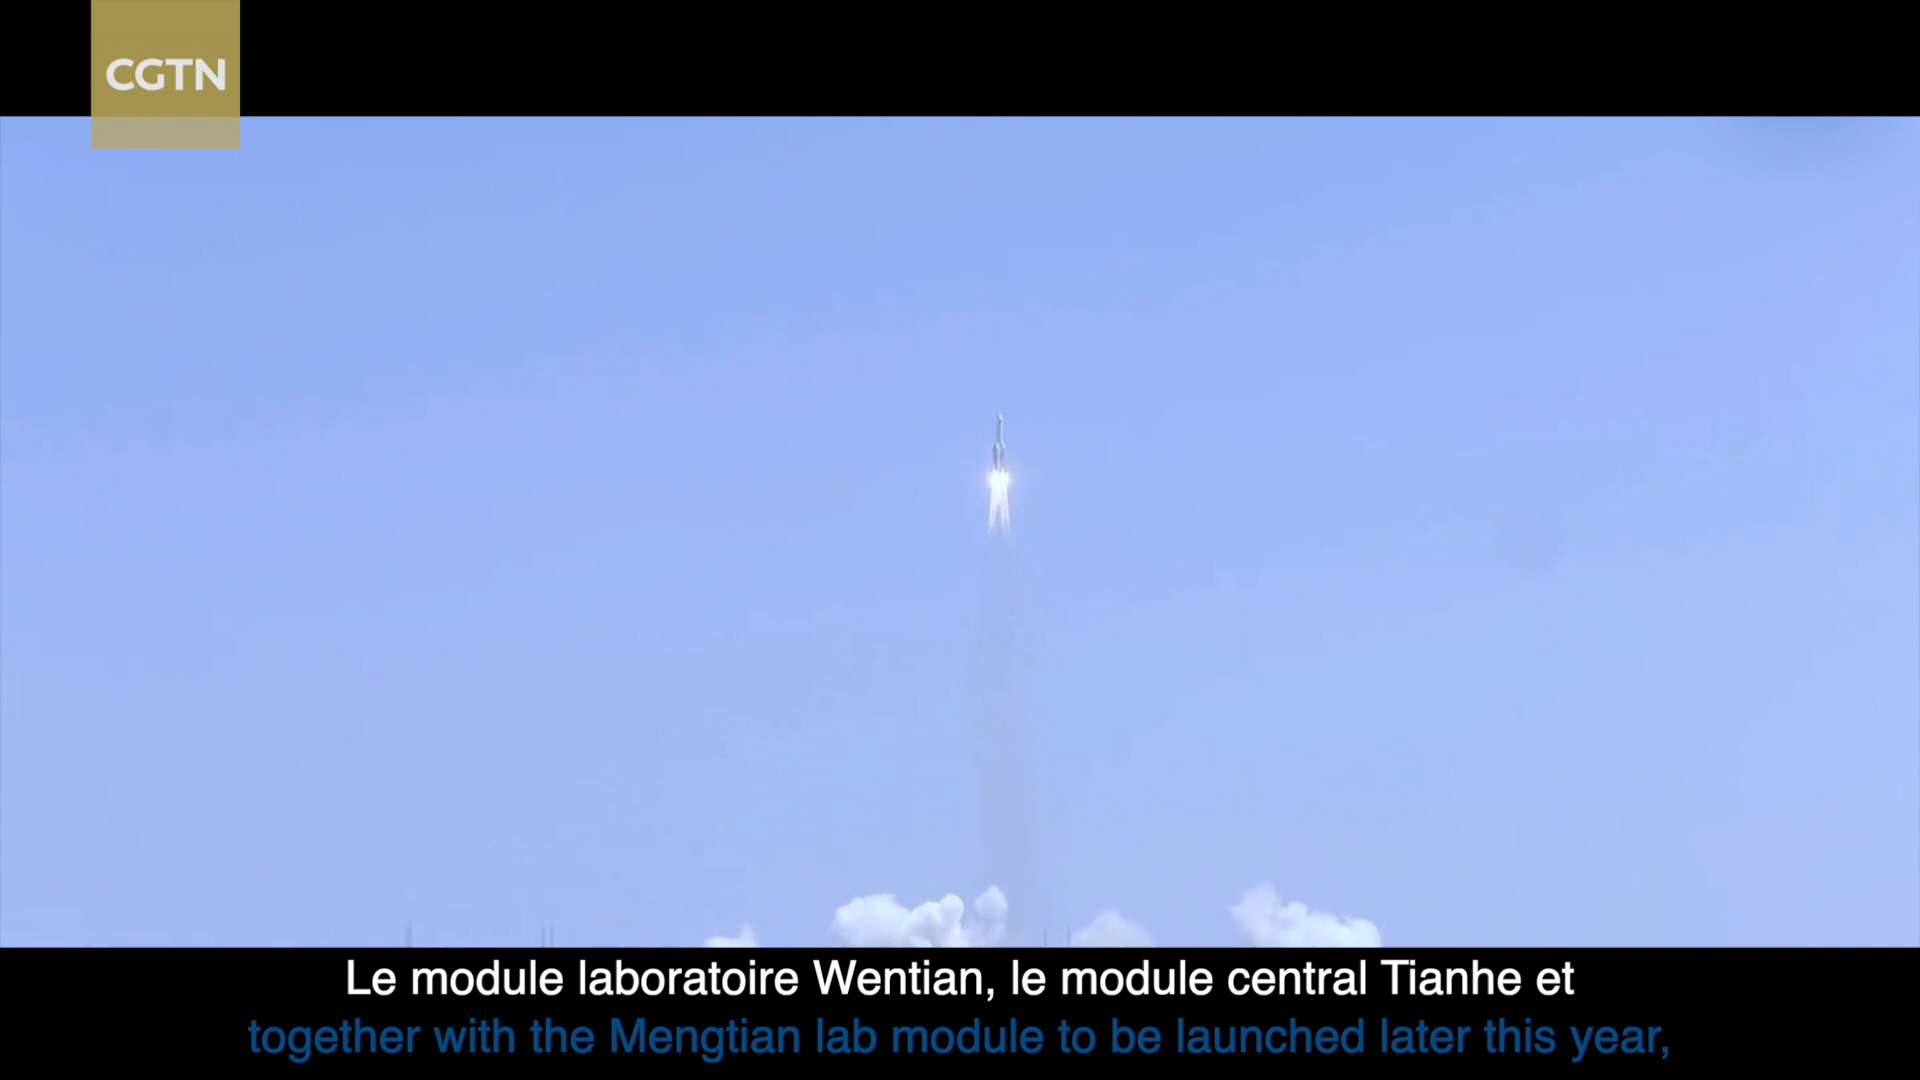 CGTN
Le module laboratoire Wentian, le module central Tianhe et
together with the Mengtian lab module to be launched later this year,